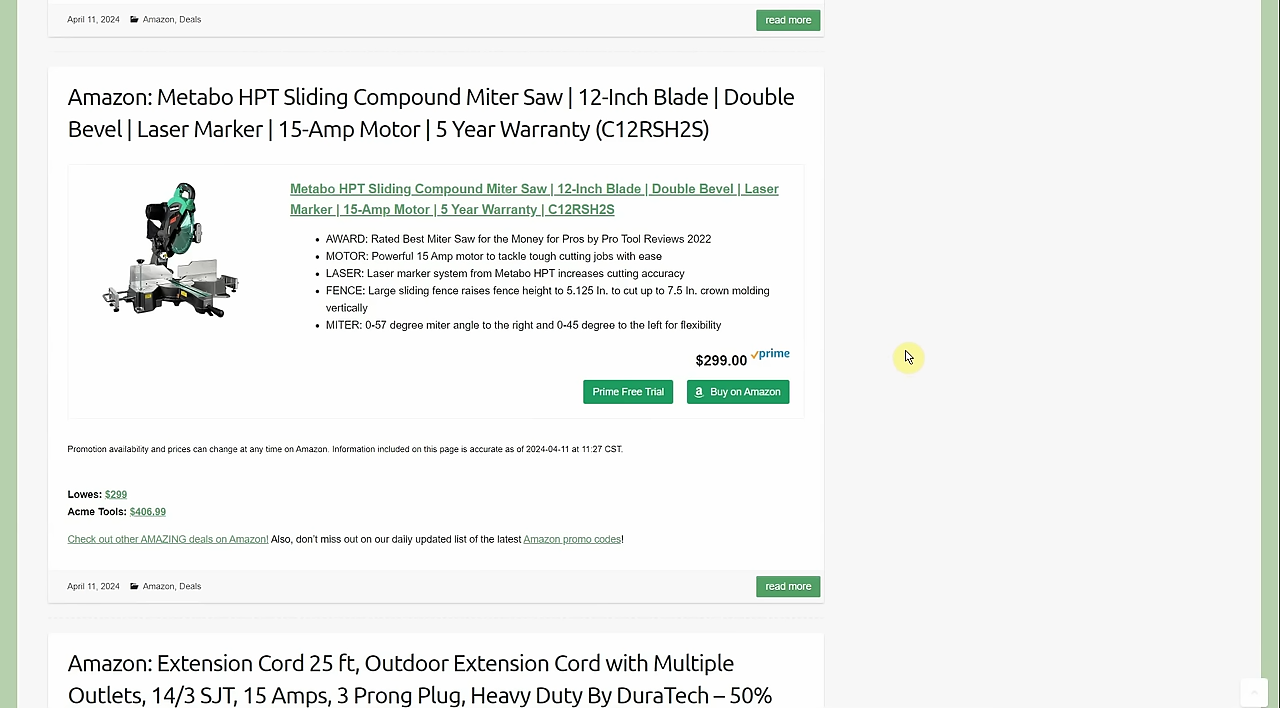 April 11, 2024 Amazon, Deals read more
Amazon: Metabo HPT Sliding Compound Miter Saw | 12-Inch Blade | Double
Bevel | Laser Marker | 15-Amp Motor | 5 Year Warranty (C12RSH2S)
Metabo HPT Sliding Compound Miter Saw | 12-Inch Blade | Double Bevel | Laser
Marker | 15-Amp Motor | 5 Year Warranty | C12RSH2S
• AWARD: Rated Best Miter Saw for the Money for Pros by Pro Tool Reviews 2022
• MOTOR: Powerful 15 Amp motor to tackle tough cutting jobs with ease
• LASER: Laser marker system from Metabo HPT increases cutting accuracy
• FENCE: Large sliding fence raises fence height to 5.125 In. to cut up to 7.5 In. crown molding
vertically
• MITER: 0-57 degree miter angle to the right and 0-45 degree to the left for flexibility
$299.00 prime
Prime Free Trial a Buy on Amazon
Promotion availability and prices can change at any time on Amazon. Information included on this page is accurate as of 2024-04-11 at 11:27 CST.
Lowes: $299
Acme Tools: $406.99
Check out other AMAZING deals on Amazon! Also, don't miss out on our daily updated list of the latest Amazon promo codes!
April 11, 2024 Amazon, Deals read more
Amazon: Extension Cord 25 ft, Outdoor Extension Cord with Multiple
Outlets, 14/3 SJT, 15 Amps, 3 Prong Plug, Heavy Duty By DuraTech – 50%